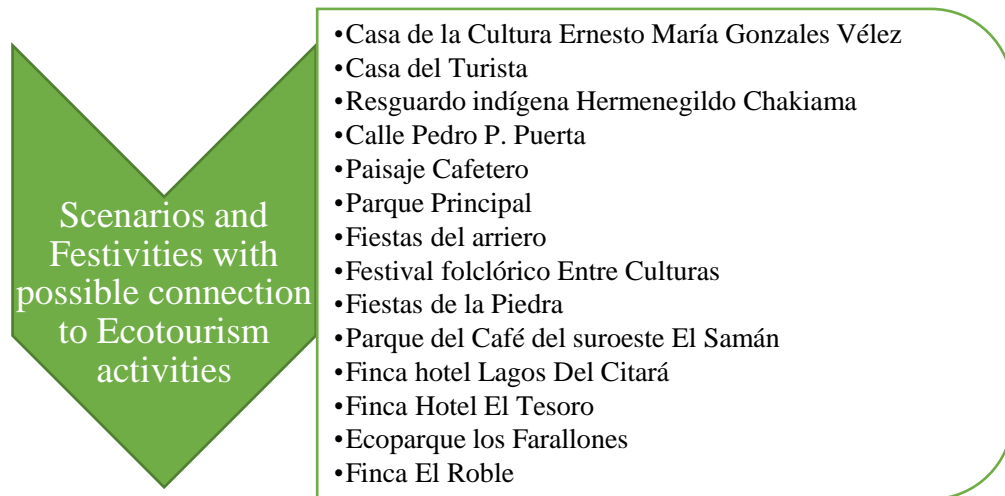 Scenarios and
Festivities with
possible connection
to Ecotourism
activities
•Casa de la Cultura Ernesto María Gonzales Vélez
•Casa del Turista
•Resguardo indígena Hermenegildo Chakiama
•Calle Pedro P. Puerta
•Paisaje Cafetero
•Parque Principal
•Fiestas del arriero
•Festival folclórico Entre Culturas
•Fiestas de la Piedra
•Parque del Café del suroeste El Samán
•Finca hotel Lagos Del Citará
•Finca Hotel El Tesoro
•Ecoparque los Farallones
•Finca El Roble